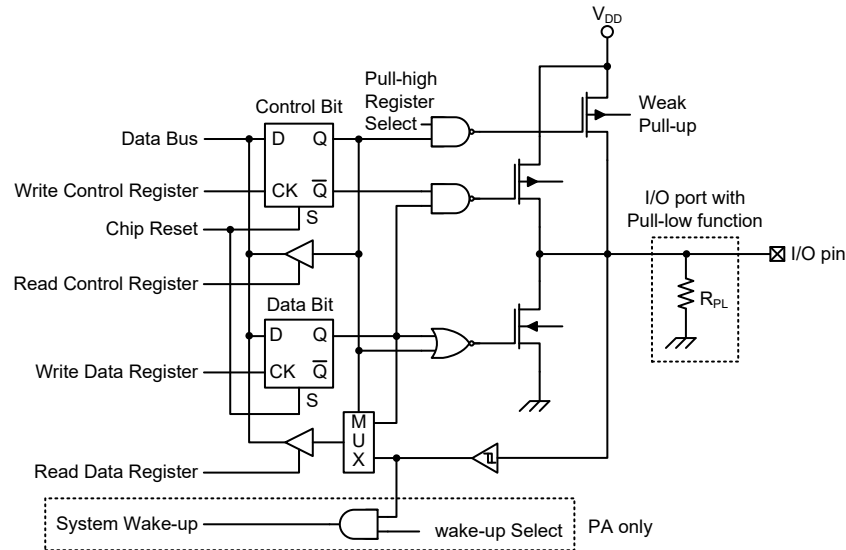 V_DD
Pull-high
Register
Select
Weak
Pull-up
Control Bit
Data Bus
D Q
Write Control Register
CK Q̅
S
Chip Reset
I/O port with
Pull-low function
I/O pin
Read Control Register
R_PL
Data Bit
D Q
Write Data Register
CK Q̅
S
M
U
X
Read Data Register
System Wake-up
wake-up Select
PA only